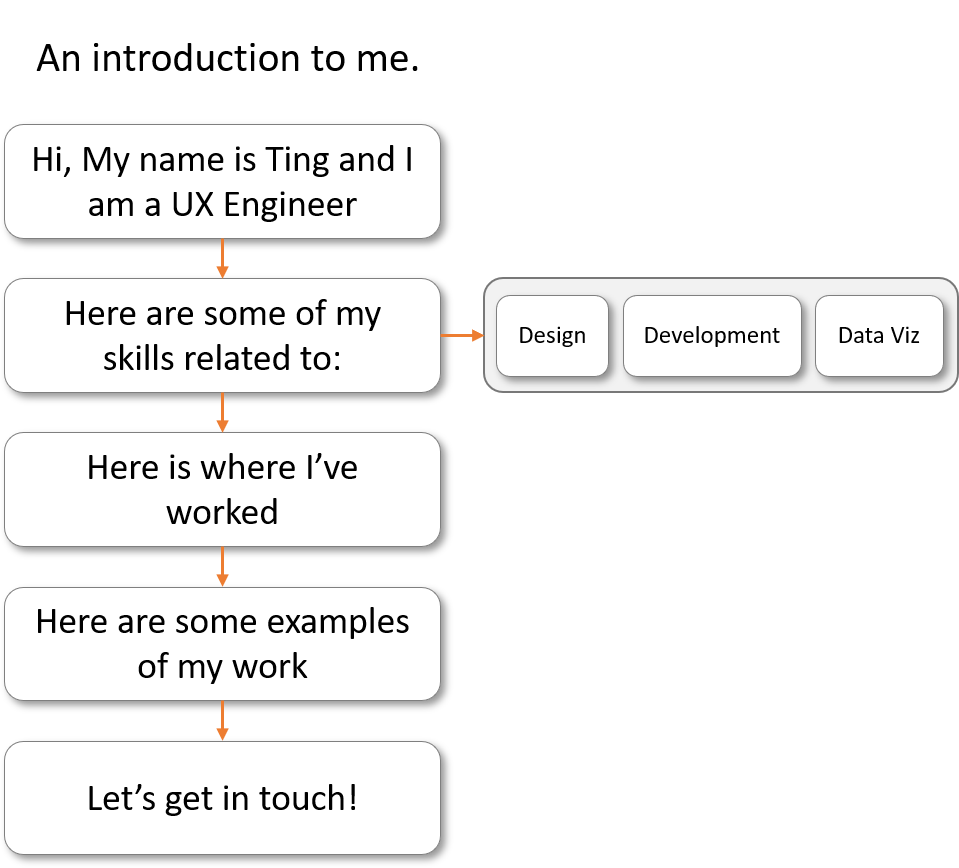 An introduction to me.
Hi, My name is Ting and I
am a UX Engineer
Here are some of my
skills related to:
Design
Development
Data Viz
Here is where I’ve
worked
Here are some examples
of my work
Let’s get in touch!